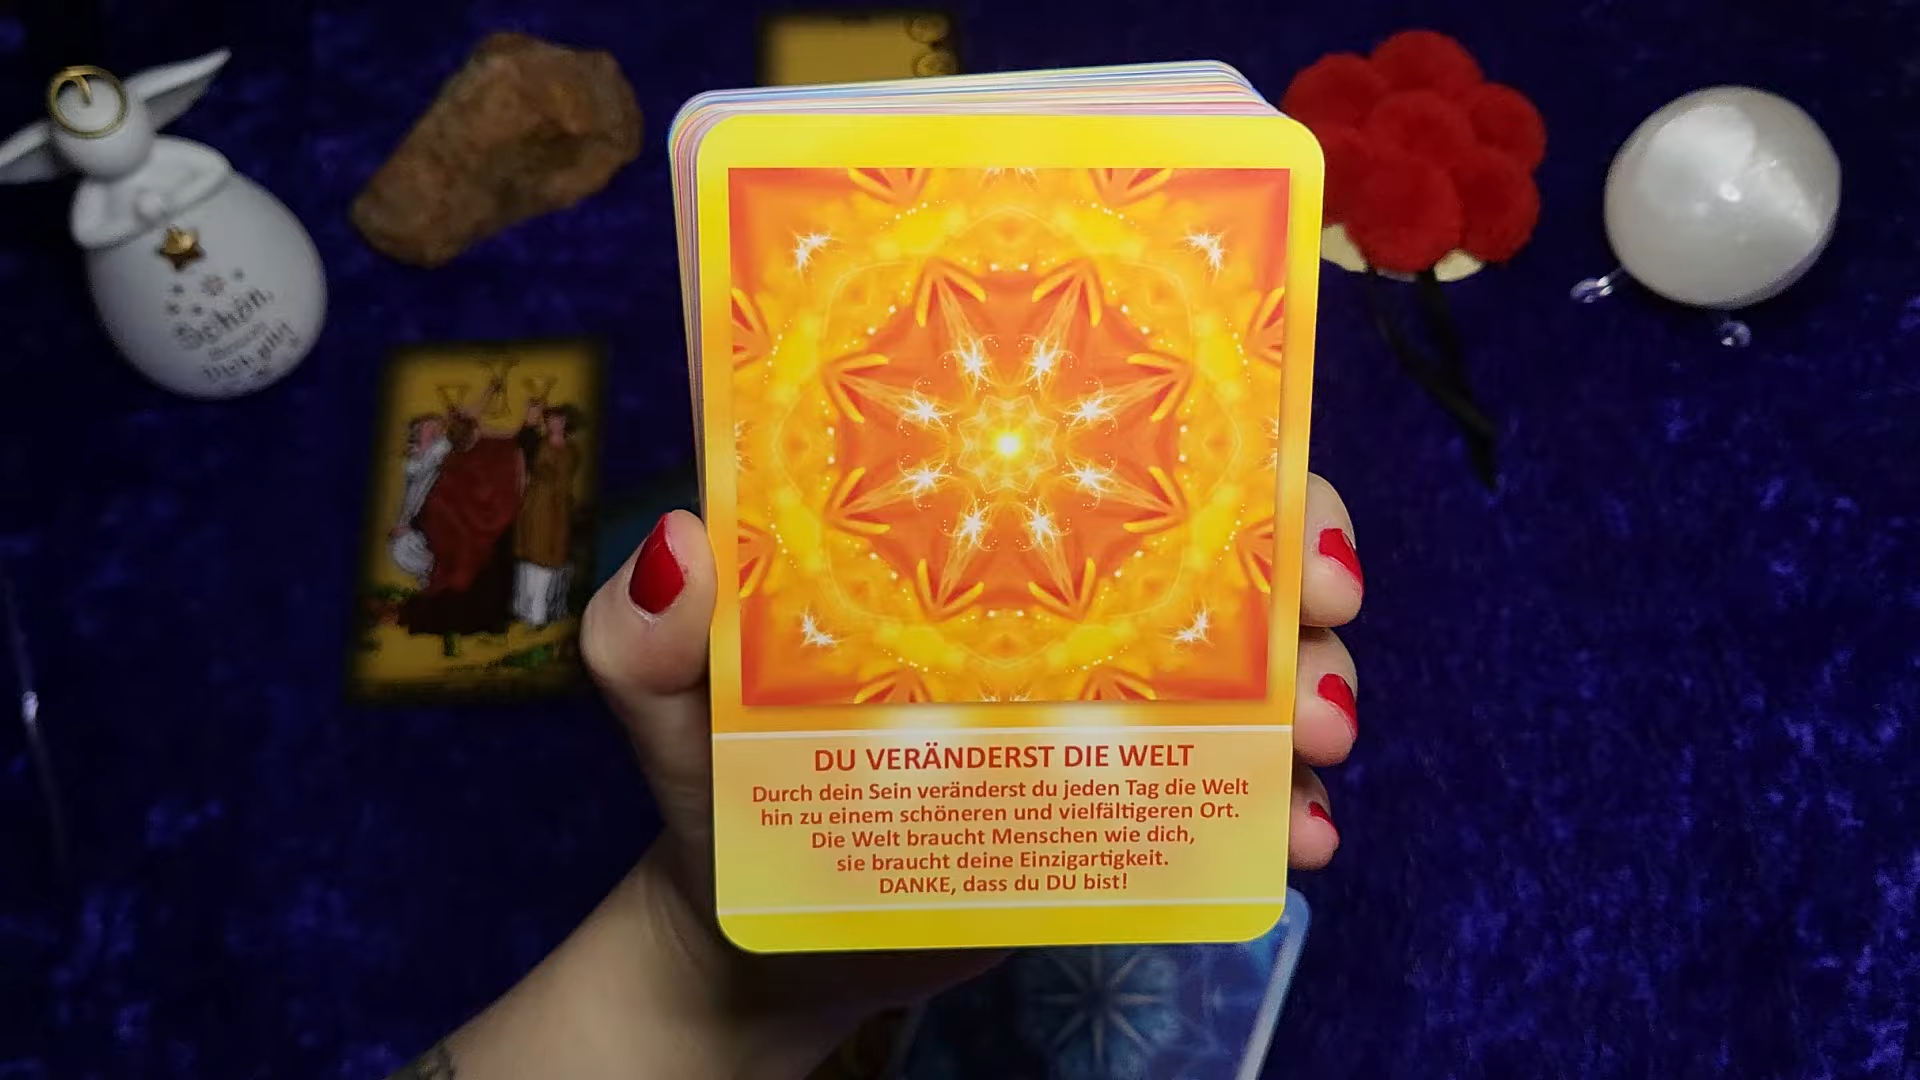 Schön,
DU VERÄNDERST DIE WELT
Durch dein Sein veränderst du jeden Tag die Welt
hin zu einem schöneren und vielfältigeren Ort.
Die Welt braucht Menschen wie dich,
sie braucht deine Einzigartigkeit.
DANKE, dass du DU bist!